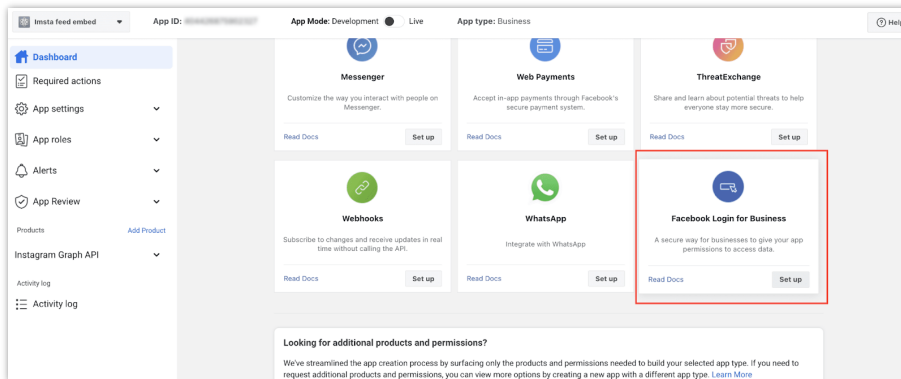 Imsta feed embed
App ID:
App Mode: Development
Live
App type: Business
Help
Dashboard
Required actions
App settings
App roles
Alerts
App Review
Products
Add Product
Instagram Graph API
Activity log
Activity log
Messenger
Customize the way you interact with people on
Messenger.
Read Docs
Set up
Web Payments
Accept in-app payments through Facebook's
secure payment system.
Read Docs
Set up
ThreatExchange
Share and learn about potential threats to help
everyone stay more secure.
Read Docs
Set up
Webhooks
Subscribe to changes and receive updates in real
time without calling the API.
Read Docs
Set up
WhatsApp
Integrate with WhatsApp
Read Docs
Set up
Facebook Login for Business
A secure way for businesses to give your app
permissions to access data.
Read Docs
Set up
Looking for additional products and permissions?
We've streamlined the app creation process by surfacing only the products and permissions needed to build your selected app type. If you need to
request additional products and permissions, you can view more options by creating a new app with a different app type. Learn More